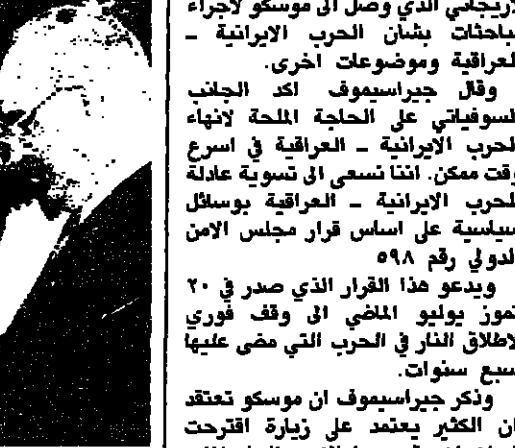 لاريجاني الذي وصل الى موسكو لاجراء
مباحثات بشان الحرب الايرانية ـ
العراقية وموضوعات اخرى.
وقال جيراسيموف اكد الجانب
السوفياتي على الحاجة الملحة لانهاء
الحرب الايرانية ـ العراقية في اسرع
وقت ممكن. اننا نسعى الى تسوية عادلة
للحرب الايرانية ـ العراقية بوسائل
سياسية على اساس قرار مجلس الامن
الدولي رقم ٥٩٨
ويدعو هذا القرار الذي صدر في ٢٠
تموز يوليو الماضي الى وقف فوري
لاطلاق النار في الحرب التي مضى عليها
سبع سنوات.
وذكر جيراسيموف ان موسكو تعتقد
ان الكثير يعتمد على زيارة اقترحت